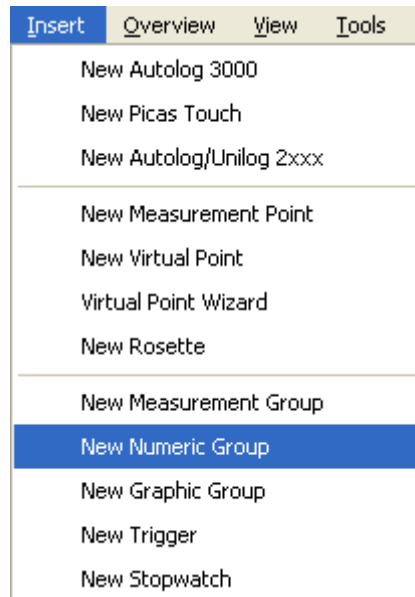 Insert Overview View Tools
New Autolog 3000
New Picas Touch
New Autolog/Unilog 2xxx
New Measurement Point
New Virtual Point
Virtual Point Wizard
New Rosette
New Measurement Group
New Numeric Group
New Graphic Group
New Trigger
New Stopwatch